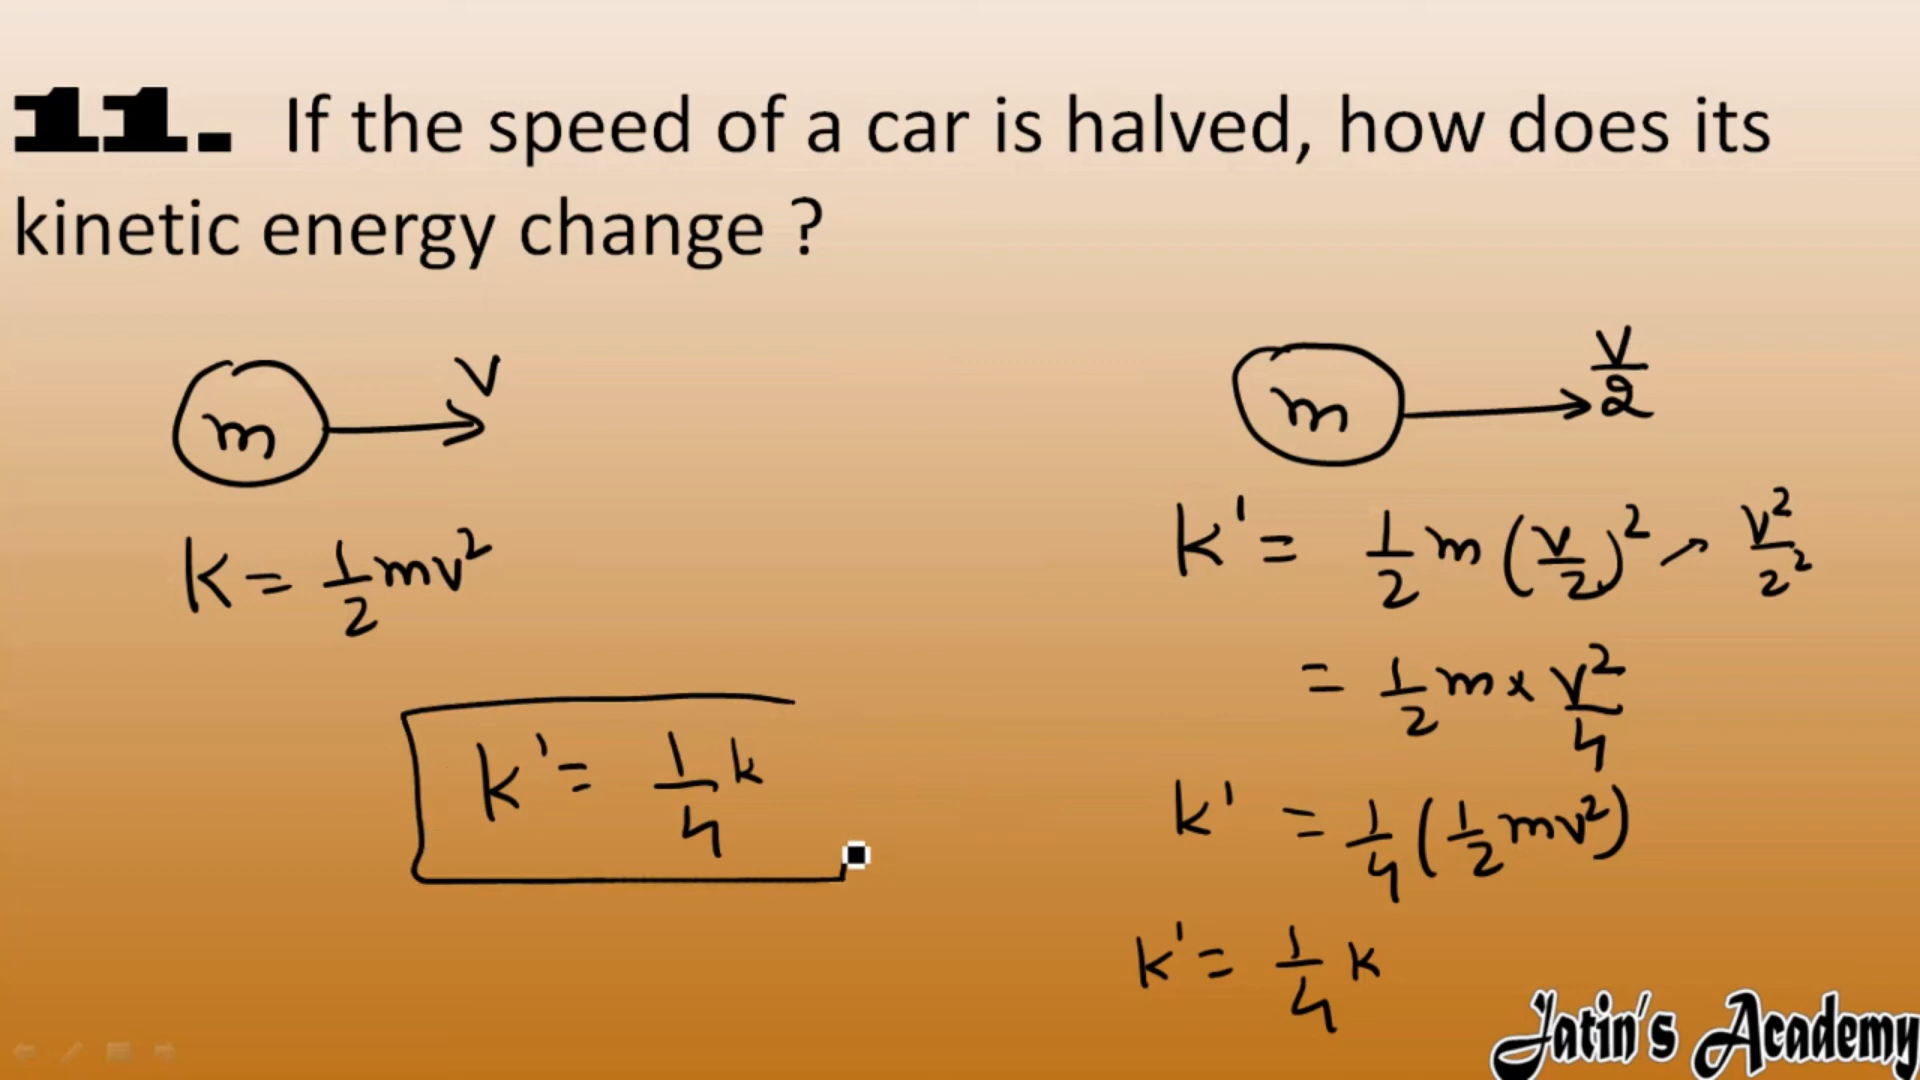 11. If the speed of a car is halved, how does its
kinetic energy change ?
m → v
k = 1/2 mv²
k' = 1/4 k
m → v/2
k' = 1/2 m (v/2)² → v²/2²
= 1/2 m × v²/4
k' = 1/4 (1/2 mv²)
k' = 1/4 k
Jatin's Academy